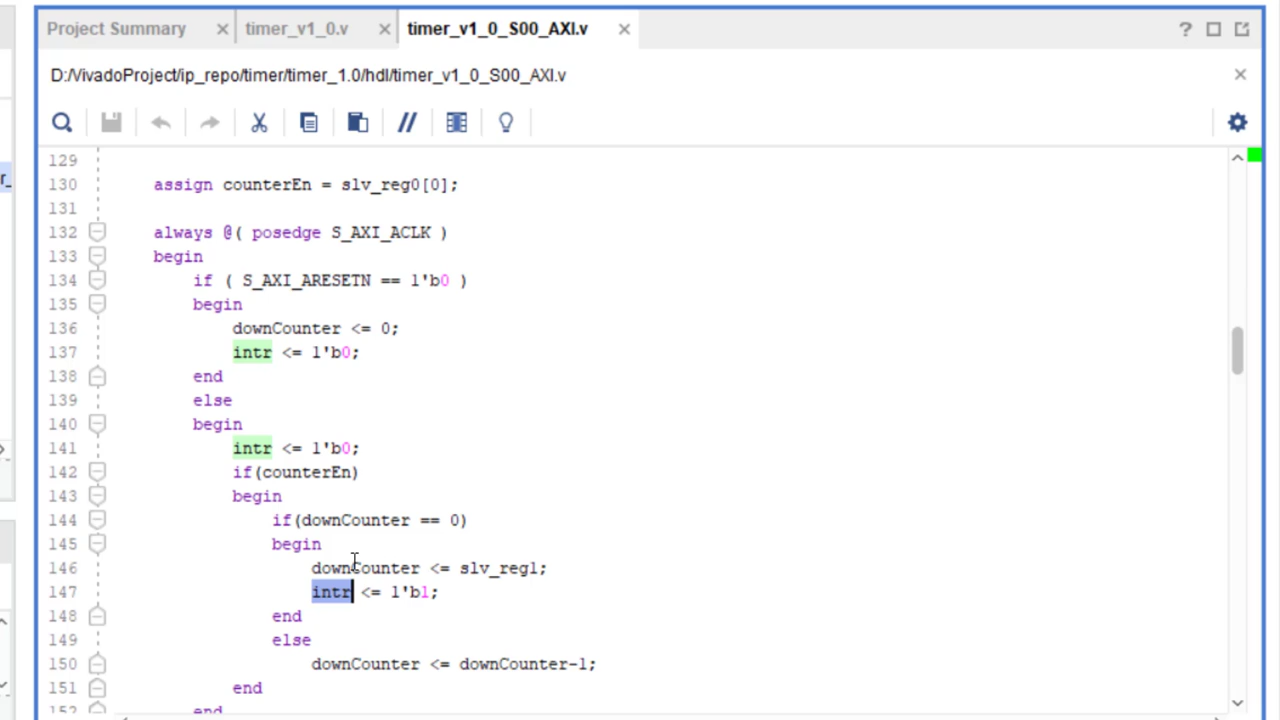 Project Summary × timer_v1_0.v × timer_v1_0_S00_AXI.v ×
D:/VivadoProject/ip_repo/timer/timer_1.0/hdl/timer_v1_0_S00_AXI.v
129
130 assign counterEn = slv_reg0[0];
131
132 always @( posedge S_AXI_ACLK )
133 begin
134 if ( S_AXI_ARESETN == 1'b0 )
135 begin
136 downCounter <= 0;
137 intr <= 1'b0;
138 end
139 else
140 begin
141 intr <= 1'b0;
142 if(counterEn)
143 begin
144 if(downCounter == 0)
145 begin
146 downCounter <= slv_reg1;
147 intr <= 1'b1;
148 end
149 else
150 downCounter <= downCounter-1;
151 end
152 end